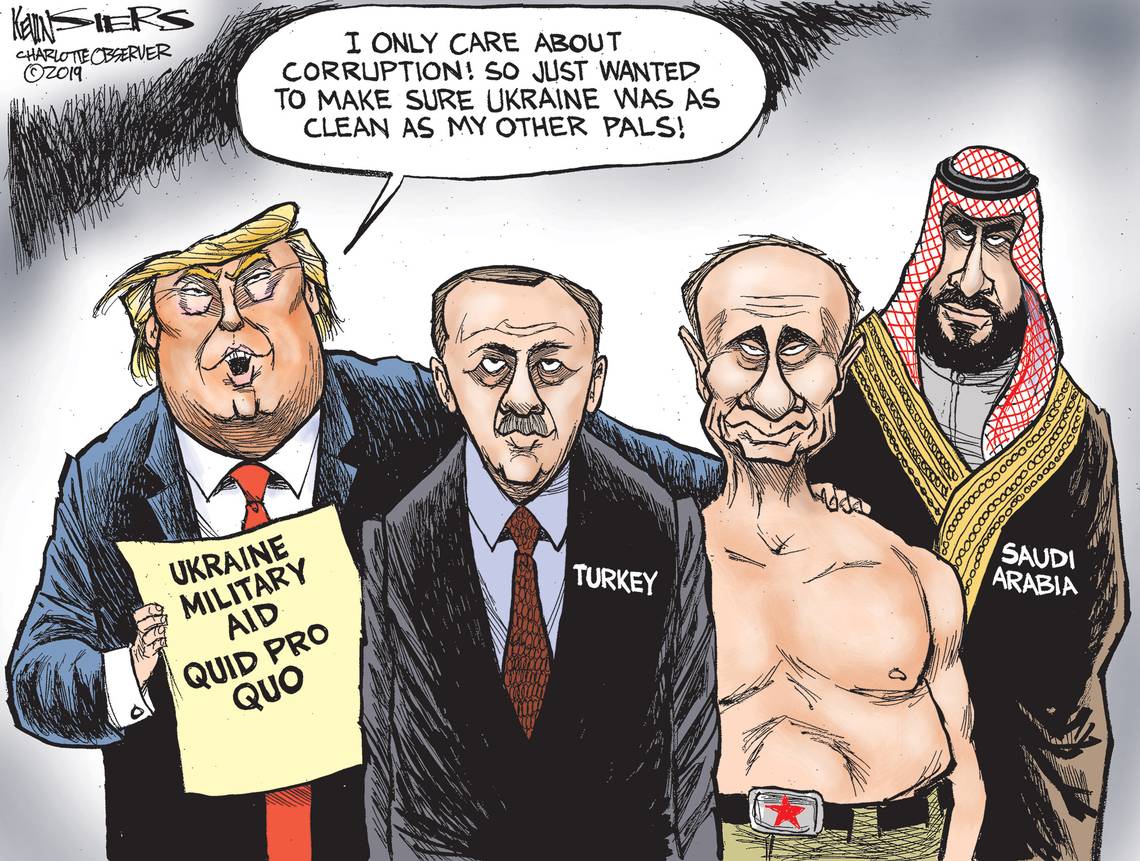 KEVIN SIERS
CHARLOTTE OBSERVER
©2019
I ONLY CARE ABOUT
CORRUPTION! SO JUST WANTED
TO MAKE SURE UKRAINE WAS AS
CLEAN AS MY OTHER PALS!
UKRAINE
MILITARY
AID
QUID PRO
QUO
TURKEY
SAUDI
ARABIA